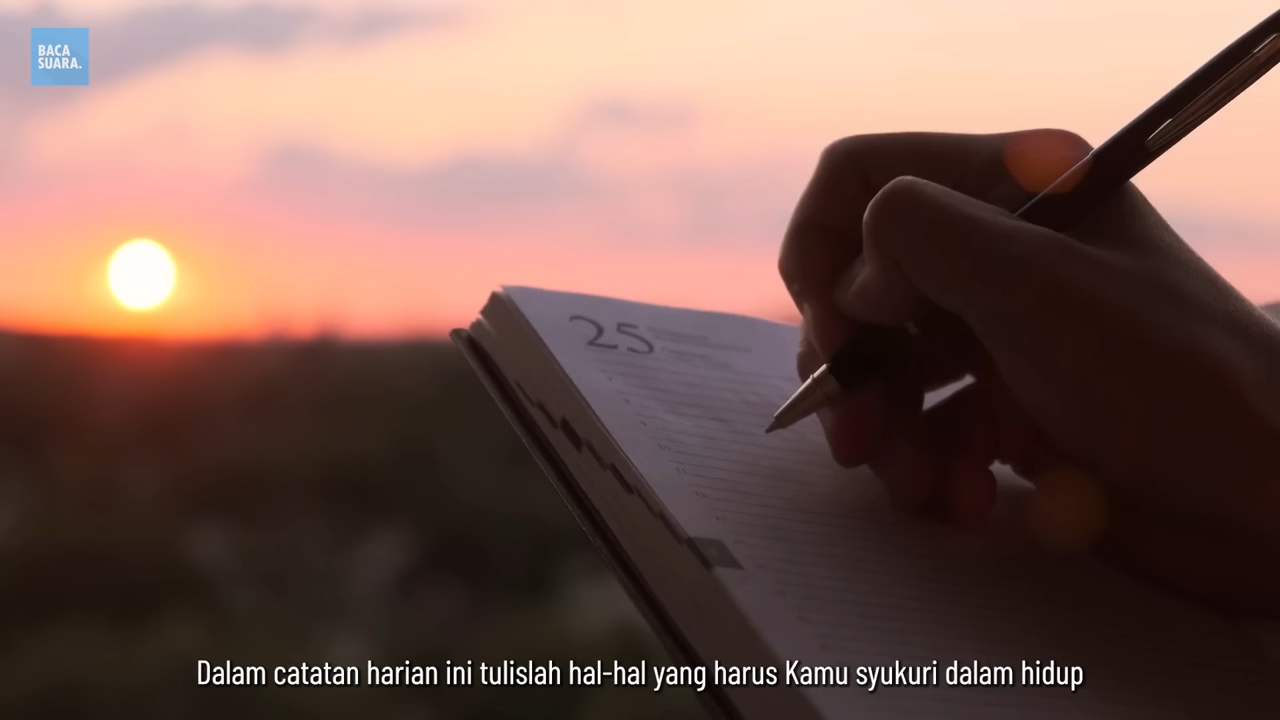 BACA
SUARA.
25
Dalam catatan harian ini tulislah hal-hal yang harus Kamu syukuri dalam hidup